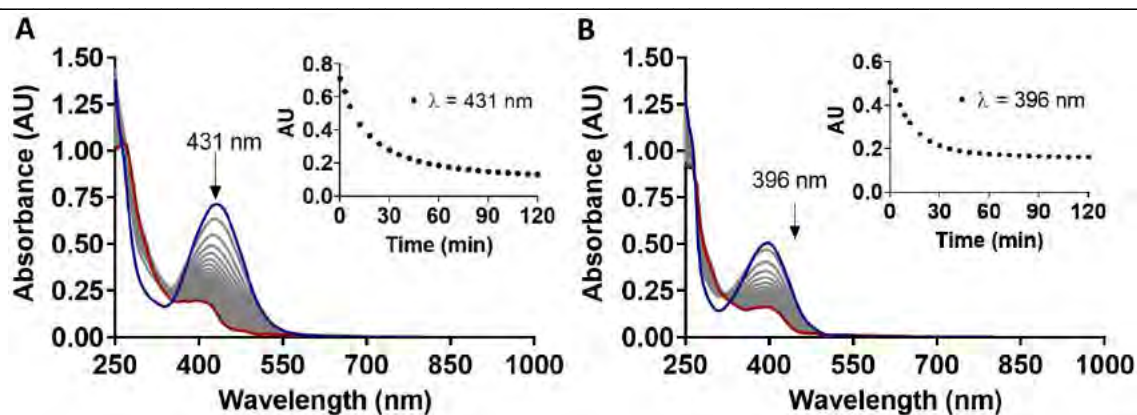 A
B
1.50
1.25
1.00
0.75
0.50
0.25
0.00
250 400 550 700 850 1000
Absorbance (AU)
Wavelength (nm)
431 nm
0.8
0.6
0.4
0.2
0.0
0 30 60 90 120
AU
Time (min)
λ = 431 nm
1.50
1.25
1.00
0.75
0.50
0.25
0.00
250 400 550 700 850 1000
Absorbance (AU)
Wavelength (nm)
396 nm
0.6
0.4
0.2
0.0
0 30 60 90 120
AU
Time (min)
λ = 396 nm